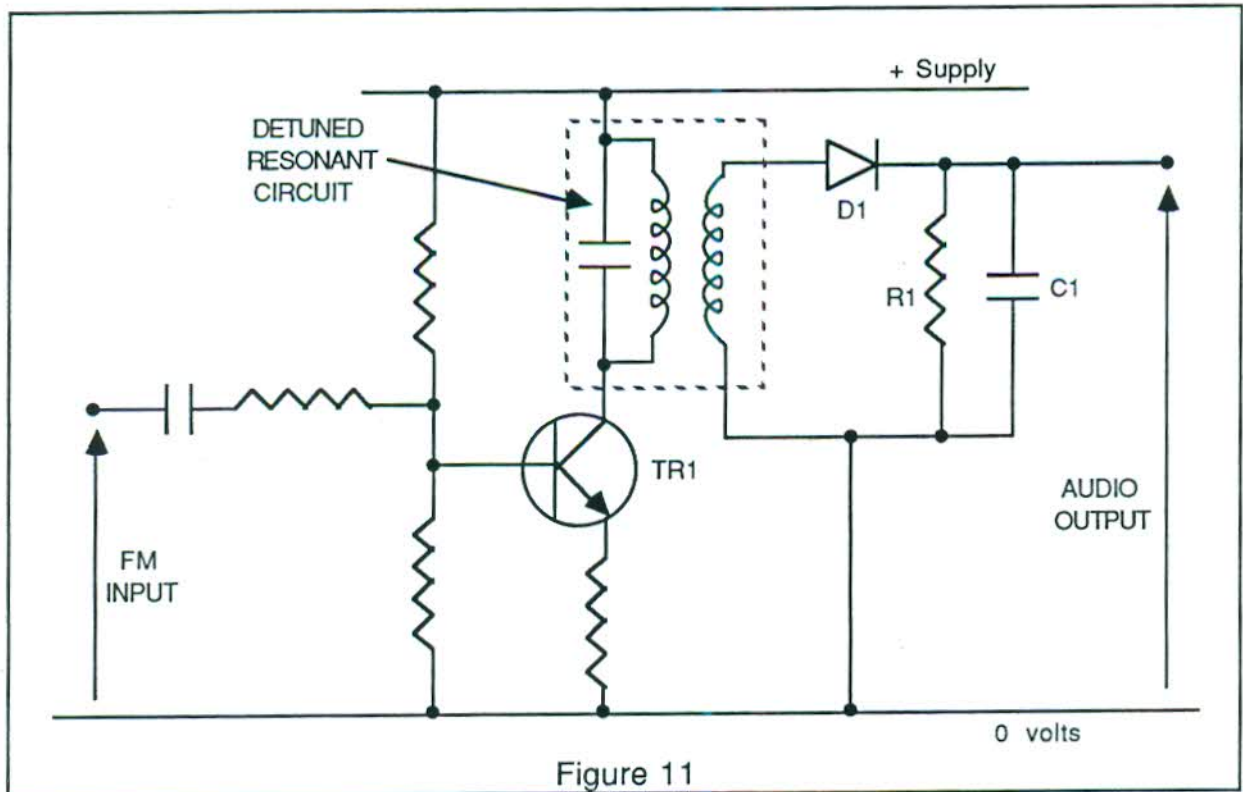 + Supply
DETUNED
RESONANT
CIRCUIT
D1
R1
C1
TR1
FM
INPUT
AUDIO
OUTPUT
0 volts
Figure 11